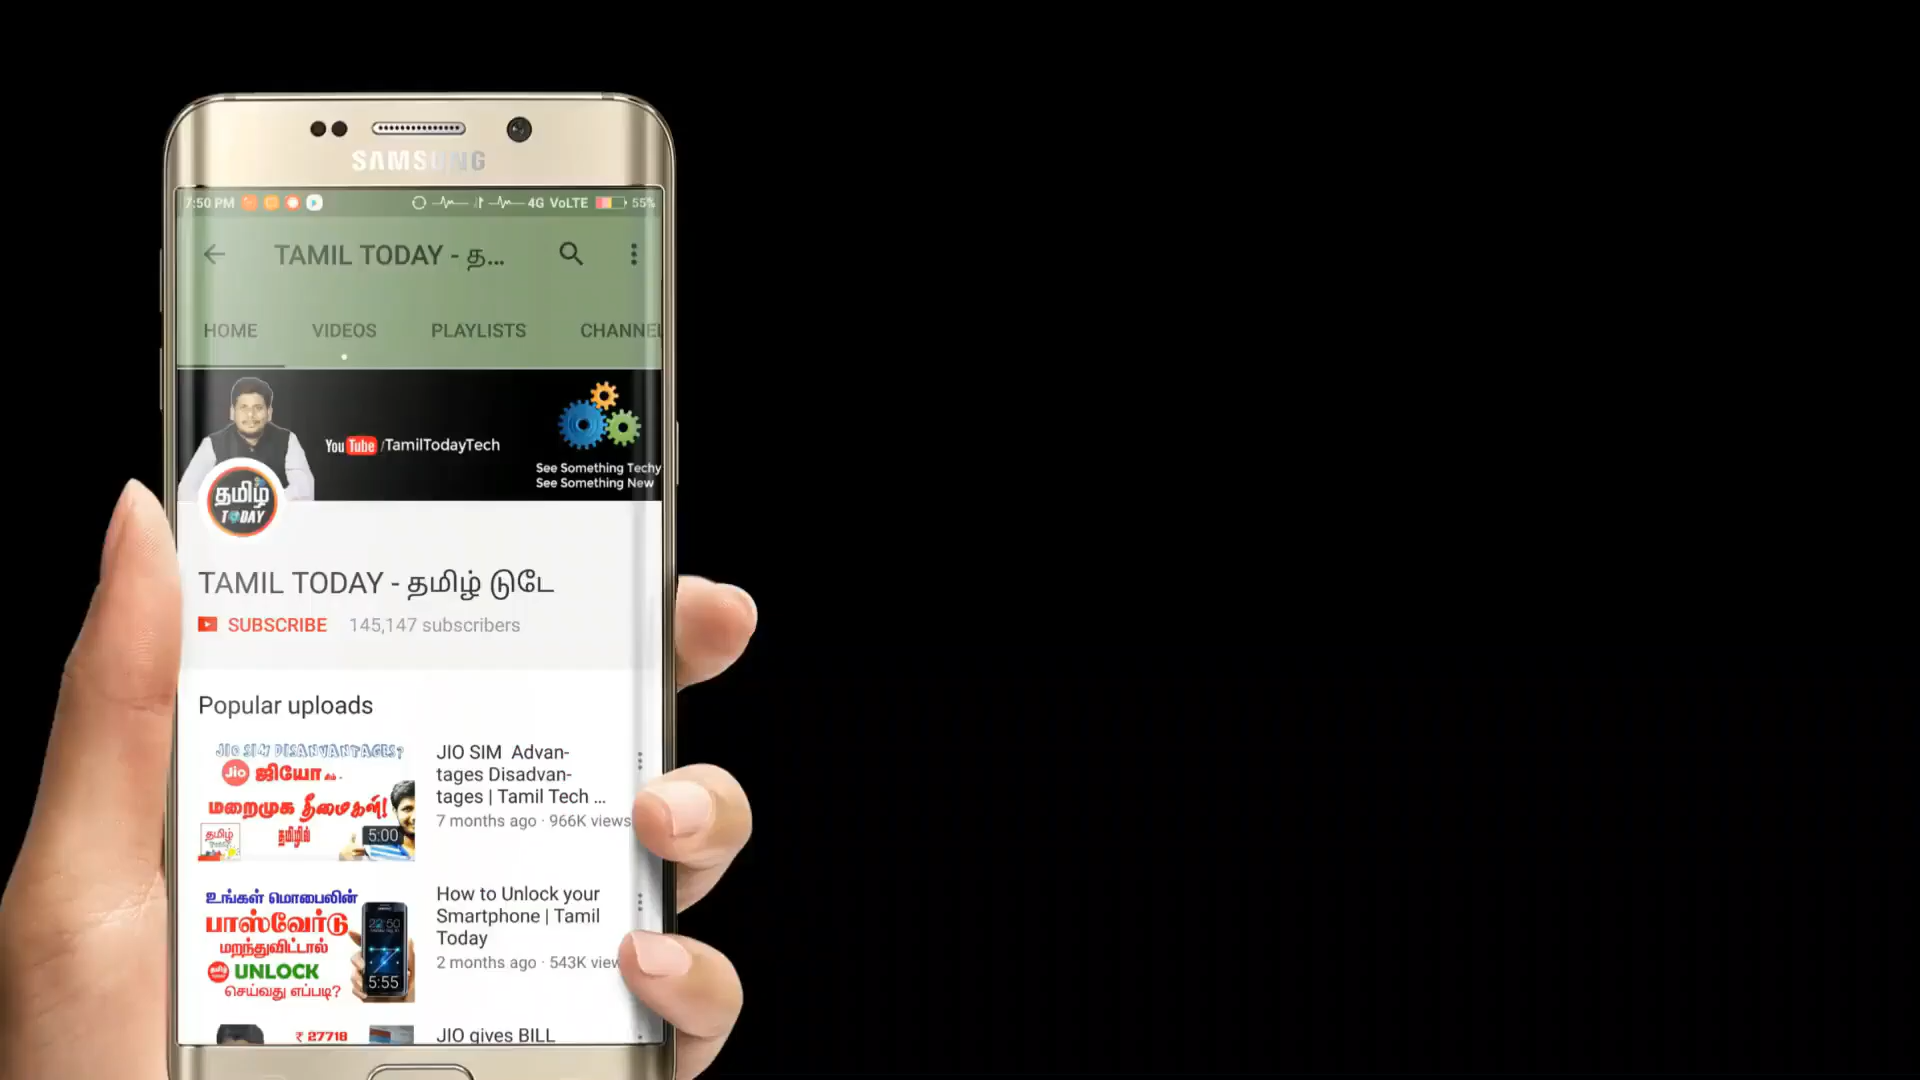 SAMSUNG
7:50 PM 4G VoLTE 55%
TAMIL TODAY - த...
HOME VIDEOS PLAYLISTS CHANNEL
YouTube /TamilTodayTech
See Something Techy
See Something New
தமிழ்
TODAY
TAMIL TODAY - தமிழ் டுடே
SUBSCRIBE 145,147 subscribers
Popular uploads
JIO SIM DISANVANTAGES?
Jio ஜியோ
மறைமுக தீமைகள்!
தமிழ்
தமிழில்
5:00
JIO SIM Advan-
tages Disadvan-
tages | Tamil Tech ...
7 months ago · 966K views
உங்கள் மொபைலின்
பாஸ்வேர்டு
மறந்துவிட்டால்
UNLOCK
செய்வது எப்படி?
22:50
5:55
How to Unlock your
Smartphone | Tamil
Today
2 months ago · 543K view
₹ 27718
JIO gives BILL